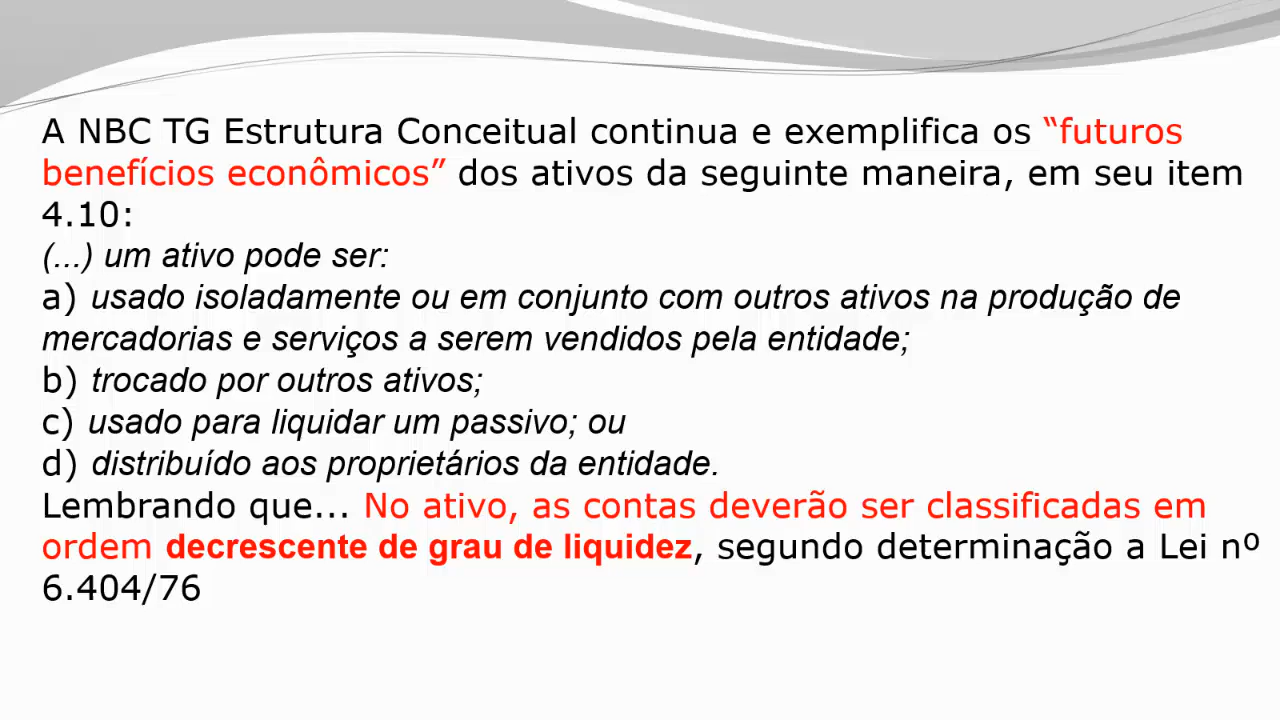 A NBC TG Estrutura Conceitual continua e exemplifica os “futuros
benefícios econômicos” dos ativos da seguinte maneira, em seu item
4.10:
(...) um ativo pode ser:
a) usado isoladamente ou em conjunto com outros ativos na produção de
mercadorias e serviços a serem vendidos pela entidade;
b) trocado por outros ativos;
c) usado para liquidar um passivo; ou
d) distribuído aos proprietários da entidade.
Lembrando que... No ativo, as contas deverão ser classificadas em
ordem decrescente de grau de liquidez, segundo determinação a Lei nº
6.404/76